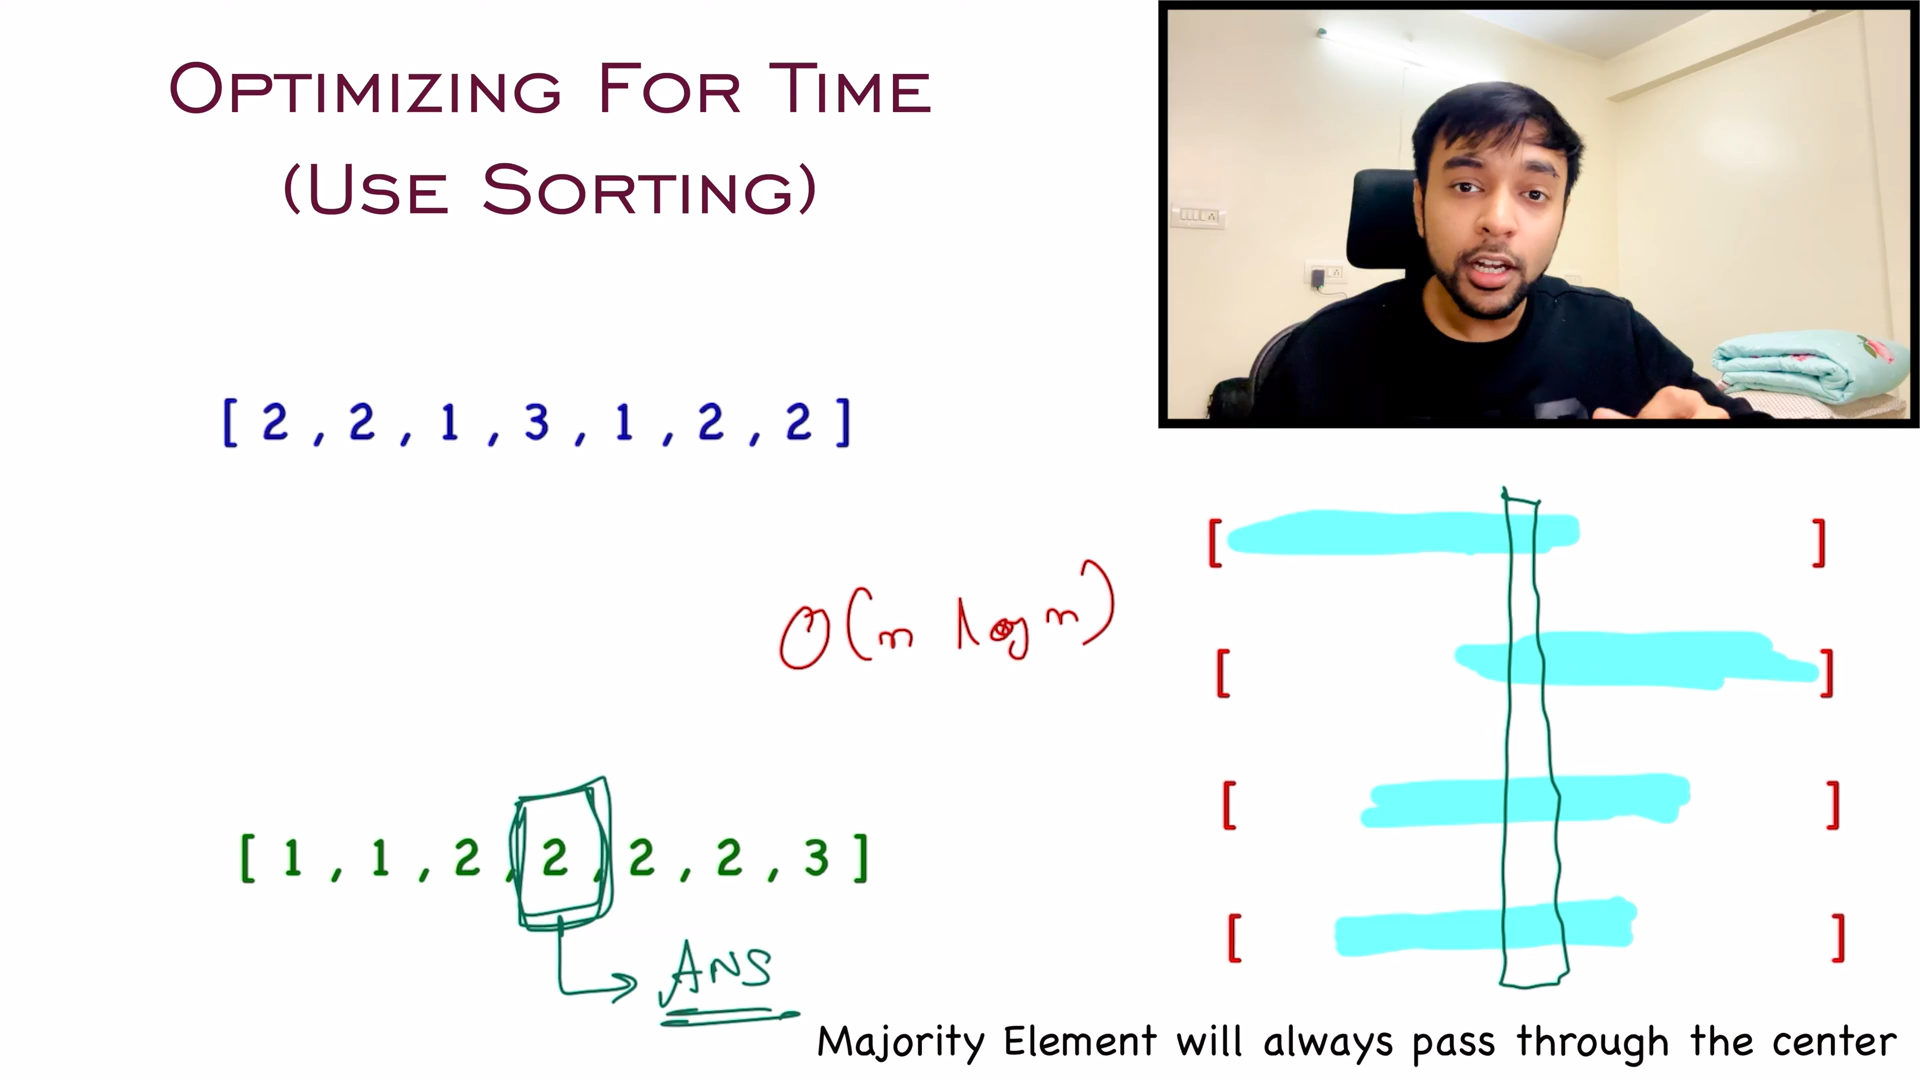 OPTIMIZING FOR TIME
(USE SORTING)
[ 2 , 2 , 1 , 3 , 1 , 2 , 2 ]
O(n log n)
[ ]
[ ]
[ ]
[ ]
[ 1 , 1 , 2 , 2 , 2 , 2 , 3 ]
ANS
Majority Element will always pass through the center